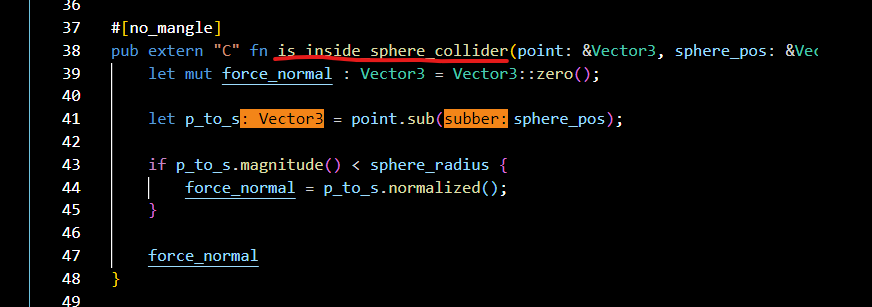 36
37 #[no_mangle]
38 pub extern "C" fn is_inside_sphere_collider(point: &Vector3, sphere_pos: &Vec
39 let mut force_normal : Vector3 = Vector3::zero();
40
41 let p_to_s: Vector3 = point.sub(subber: sphere_pos);
42
43 if p_to_s.magnitude() < sphere_radius {
44 force_normal = p_to_s.normalized();
45 }
46
47 force_normal
48 }
49